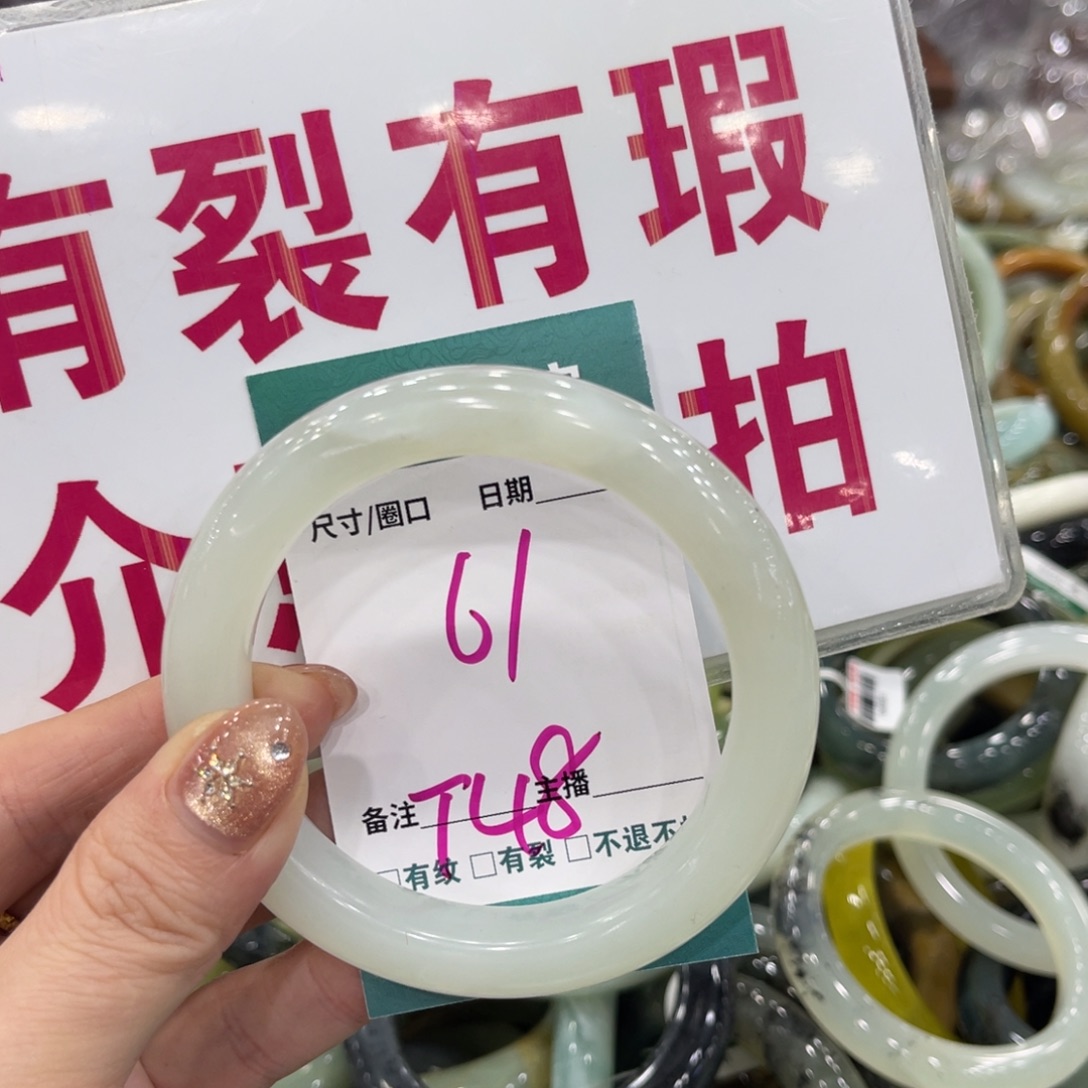 有裂有瑕
介 拍
尺寸/圈口 日期
61
T48
备注 主播
□有纹 □有裂 □不退不